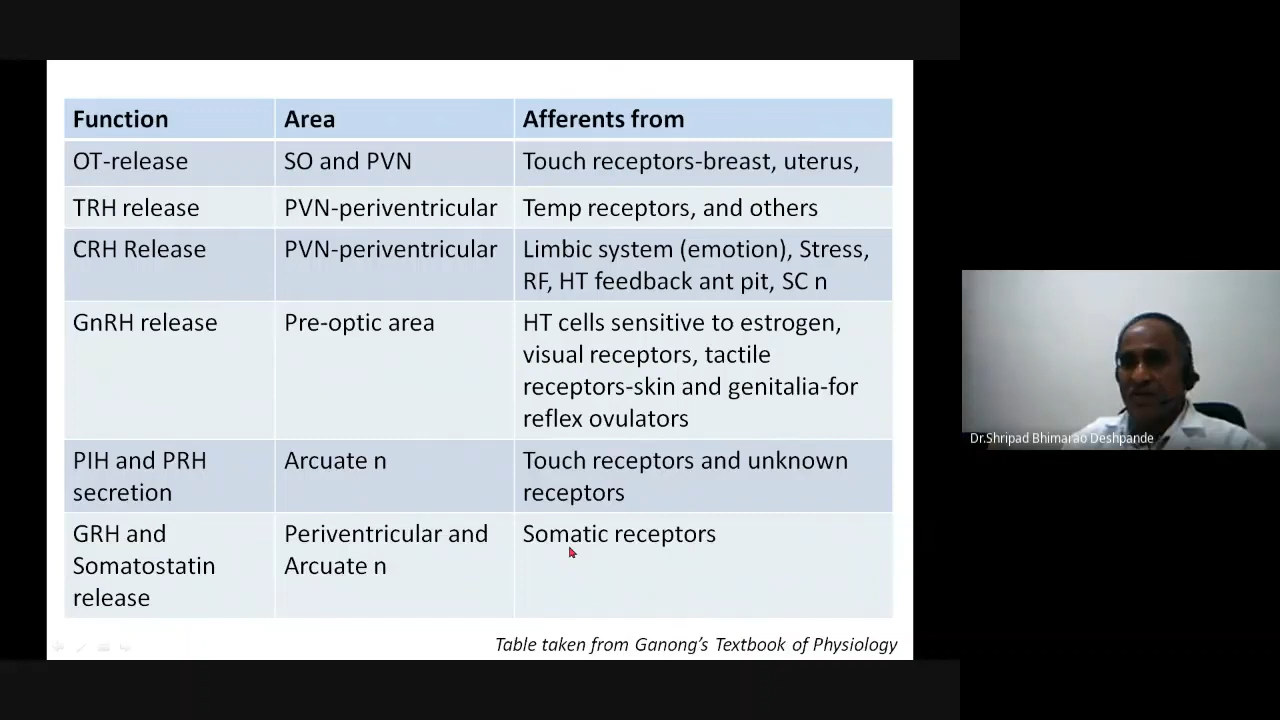 Function Area Afferents from
OT-release SO and PVN Touch receptors-breast, uterus,
TRH release PVN-periventricular Temp receptors, and others
CRH Release PVN-periventricular Limbic system (emotion), Stress,
RF, HT feedback ant pit, SC n
GnRH release Pre-optic area HT cells sensitive to estrogen,
visual receptors, tactile
receptors-skin and genitalia-for
reflex ovulators
PIH and PRH Arcuate n Touch receptors and unknown
secretion receptors
GRH and Periventricular and Somatic receptors
Somatostatin Arcuate n
release
Table taken from Ganong's Textbook of Physiology
Dr.Shripad Bhimarao Deshpande